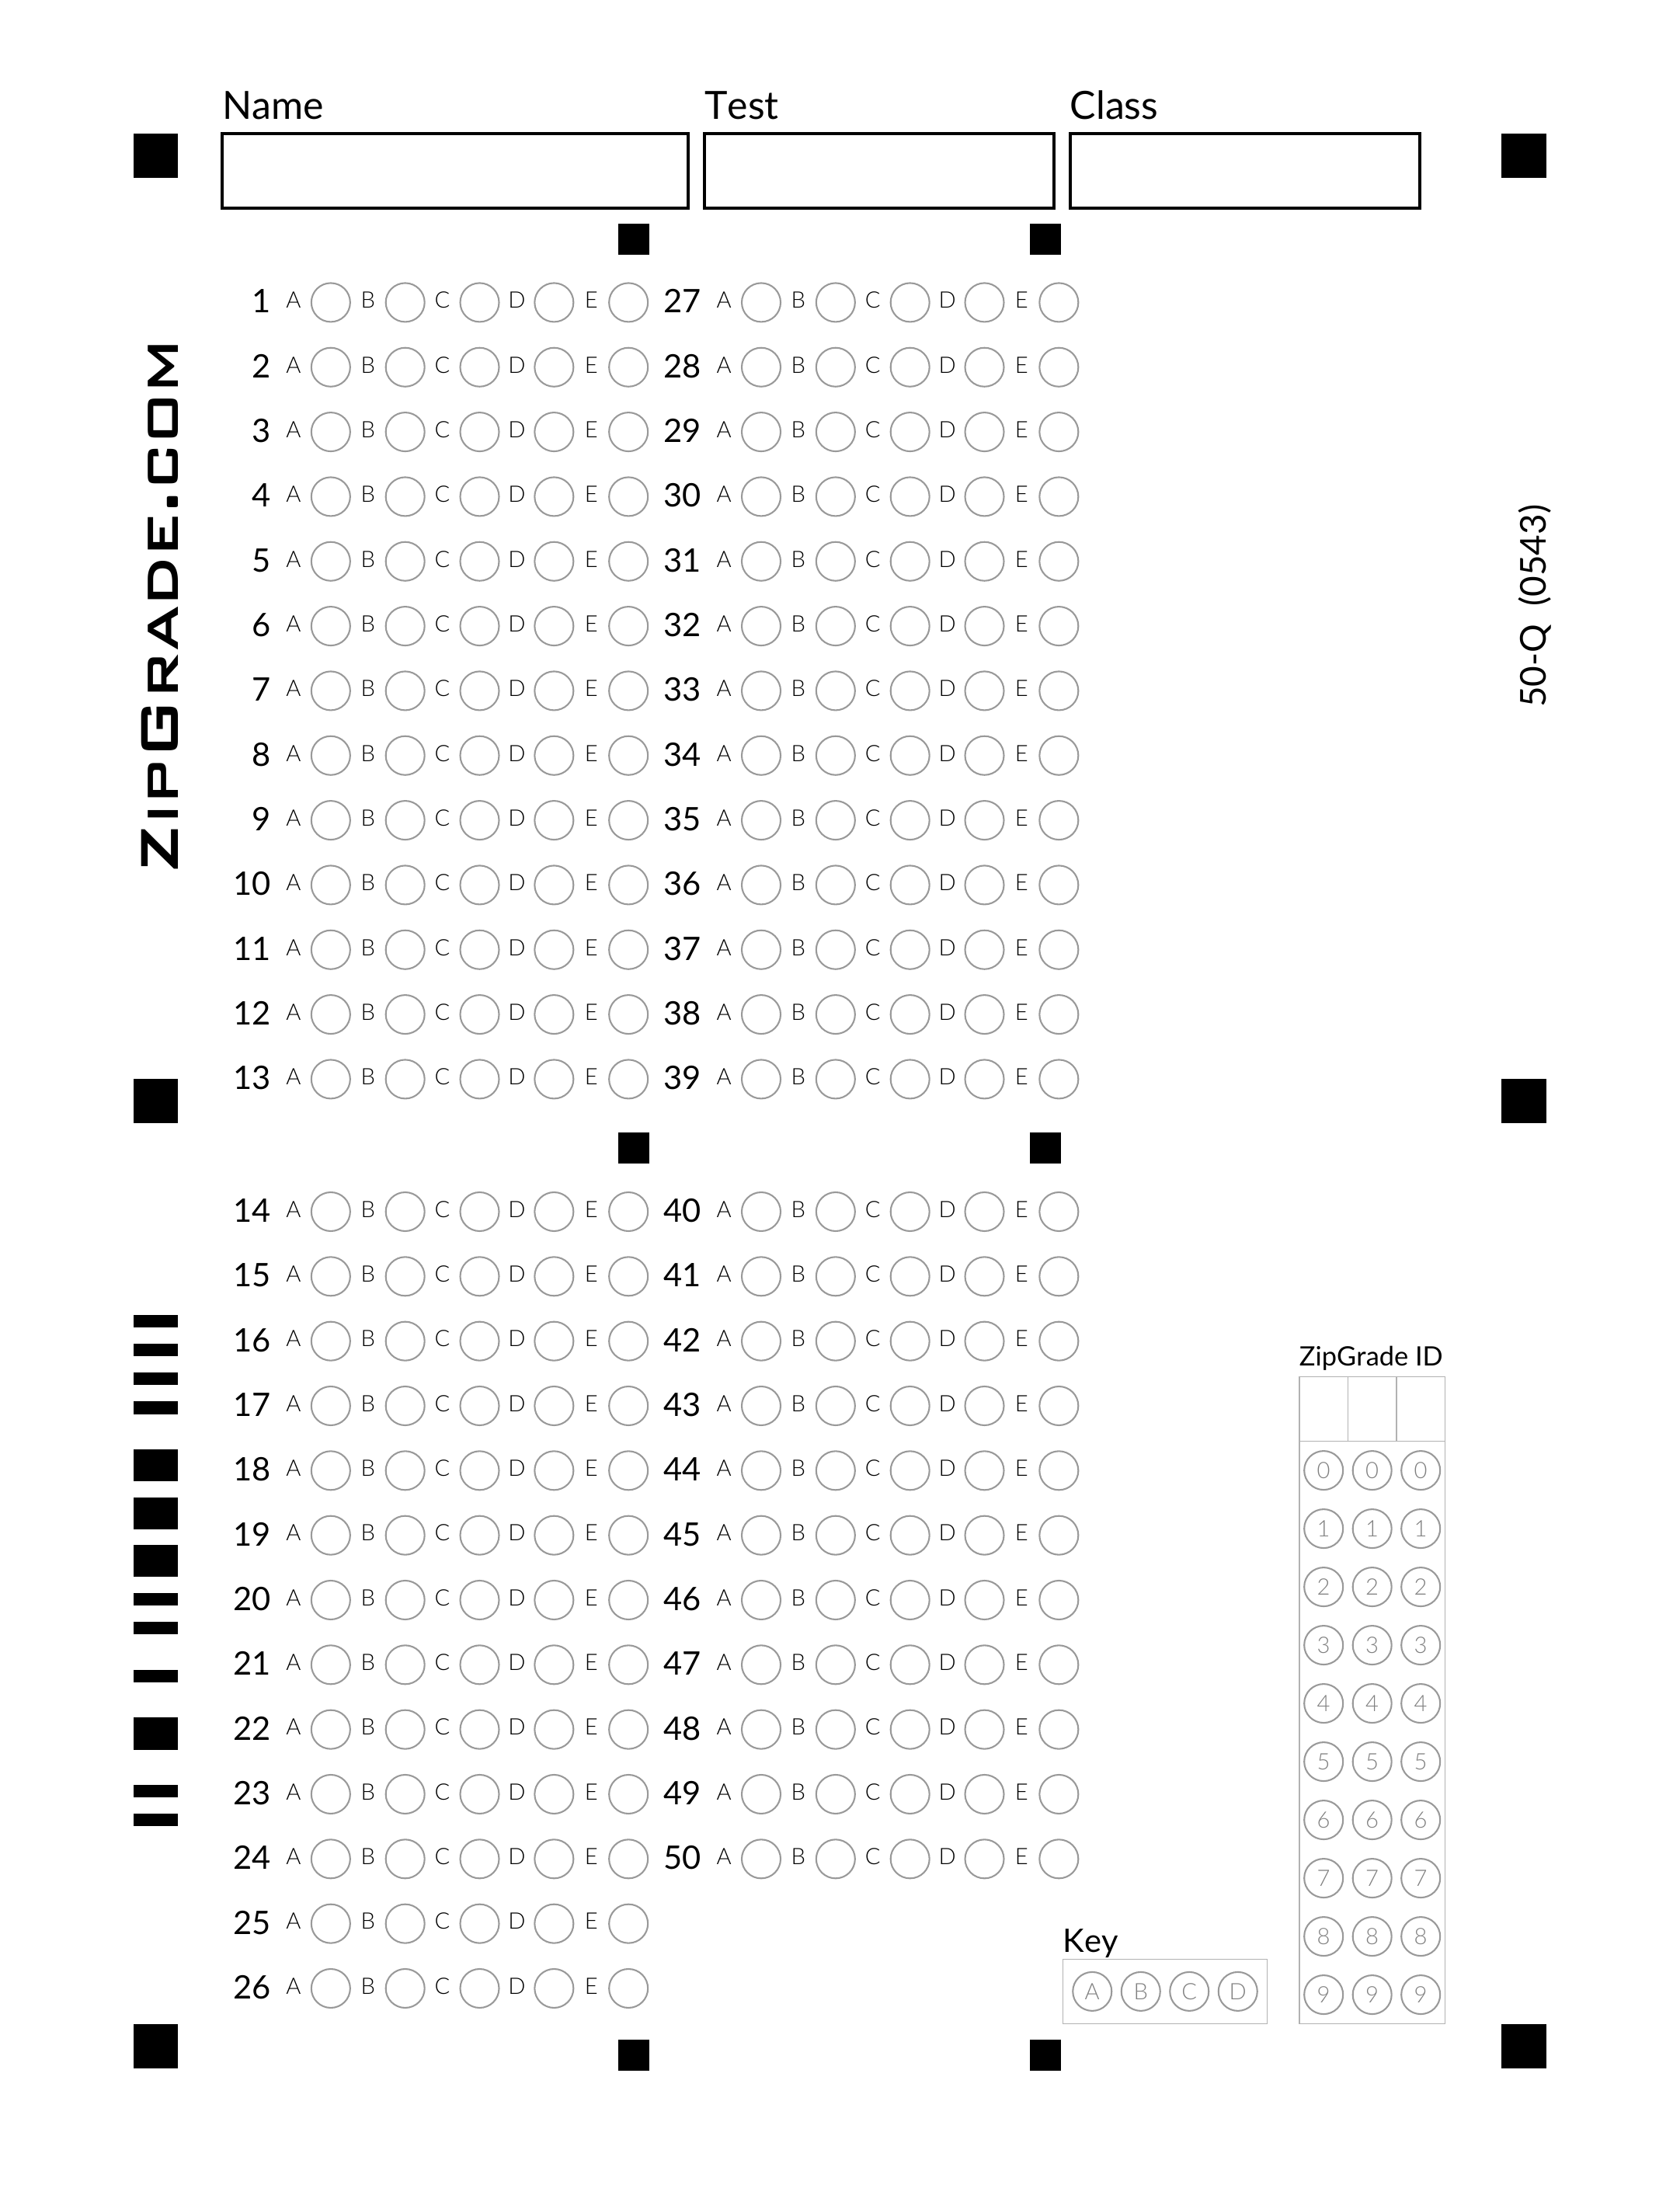 Name Test Class
ZIPGRADE.COM
50-Q (0543)
1 A B C D E 27 A B C D E
2 A B C D E 28 A B C D E
3 A B C D E 29 A B C D E
4 A B C D E 30 A B C D E
5 A B C D E 31 A B C D E
6 A B C D E 32 A B C D E
7 A B C D E 33 A B C D E
8 A B C D E 34 A B C D E
9 A B C D E 35 A B C D E
10 A B C D E 36 A B C D E
11 A B C D E 37 A B C D E
12 A B C D E 38 A B C D E
13 A B C D E 39 A B C D E
14 A B C D E 40 A B C D E
15 A B C D E 41 A B C D E
16 A B C D E 42 A B C D E
17 A B C D E 43 A B C D E
18 A B C D E 44 A B C D E
19 A B C D E 45 A B C D E
20 A B C D E 46 A B C D E
21 A B C D E 47 A B C D E
22 A B C D E 48 A B C D E
23 A B C D E 49 A B C D E
24 A B C D E 50 A B C D E
25 A B C D E
26 A B C D E
Key
A B C D
ZipGrade ID
0 0 0
1 1 1
2 2 2
3 3 3
4 4 4
5 5 5
6 6 6
7 7 7
8 8 8
9 9 9